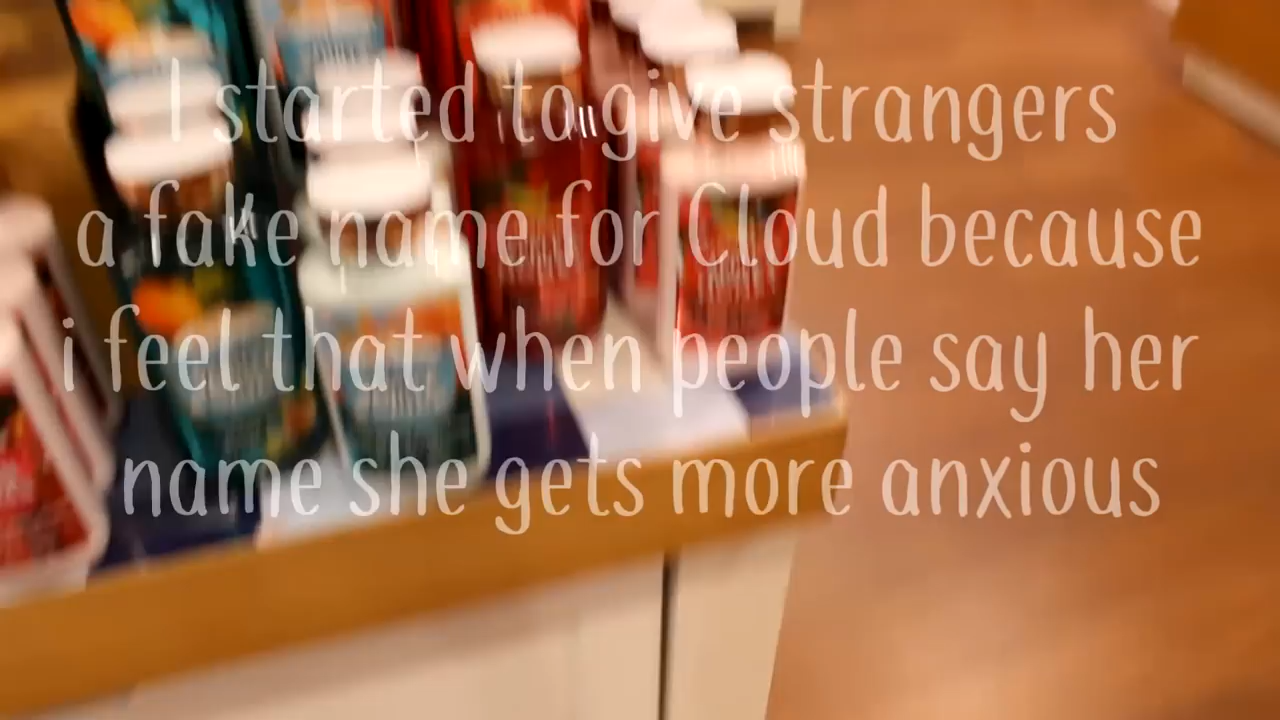 I started to give strangers
a fake name for Cloud because
i feel that when people say her
name she gets more anxious